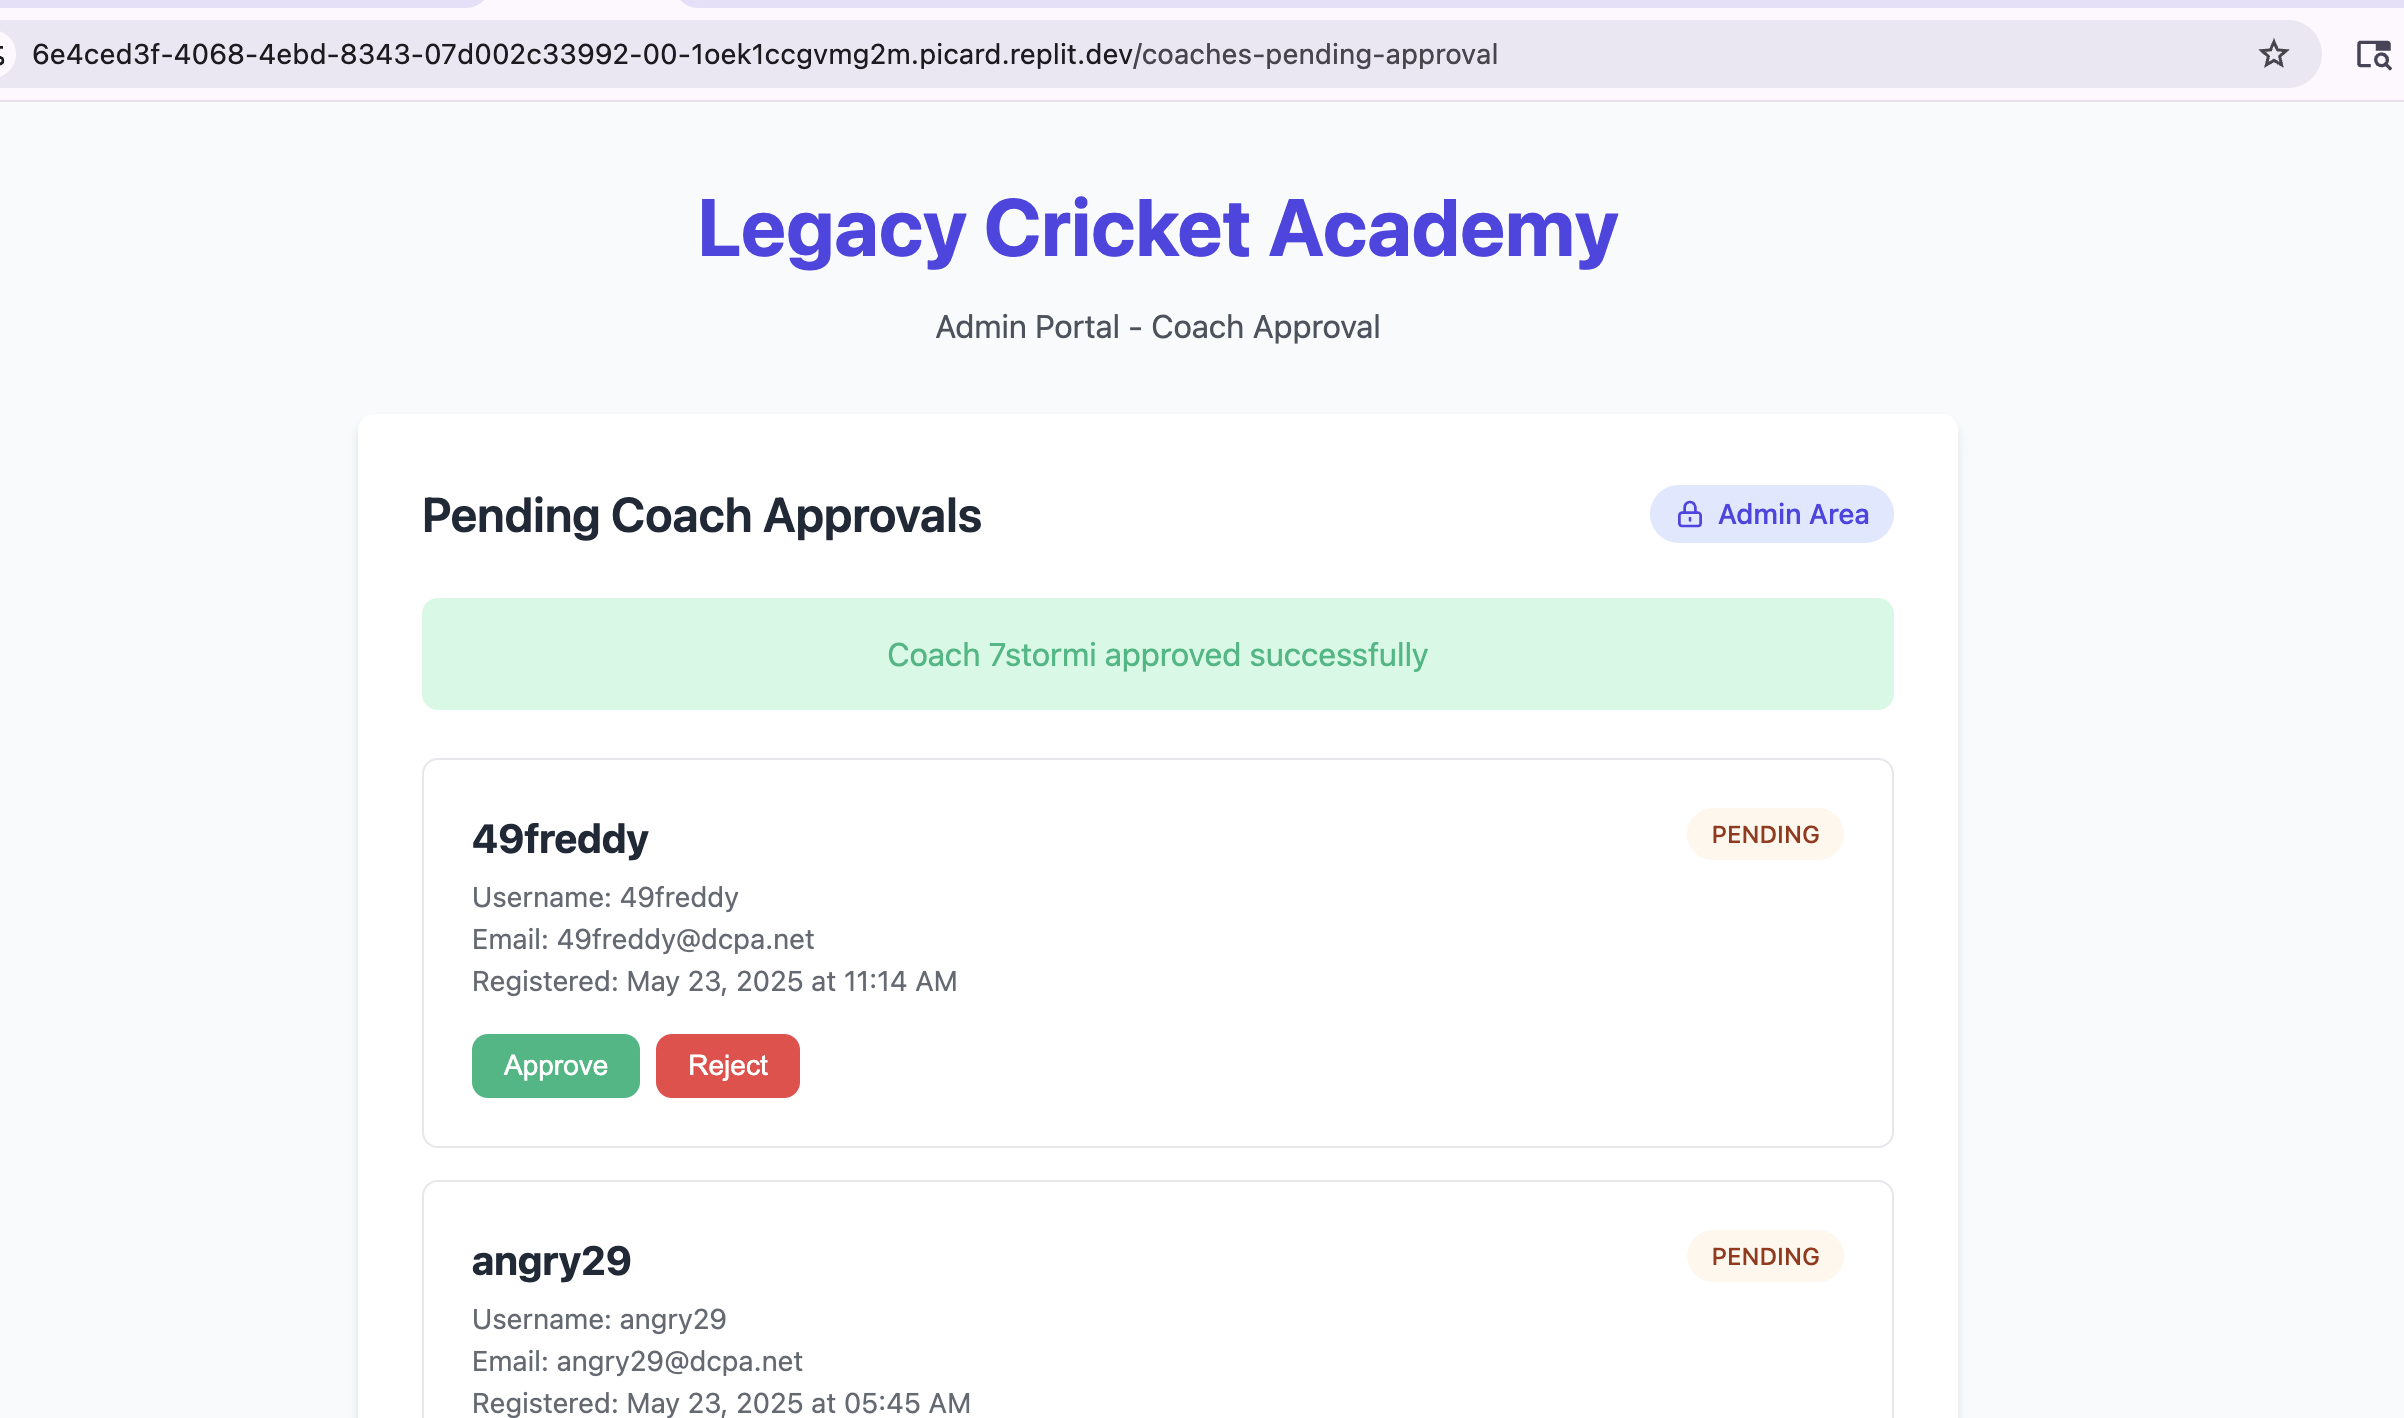 6e4ced3f-4068-4ebd-8343-07d002c33992-00-1oek1ccgvmg2m.picard.replit.dev/coaches-pending-approval
Legacy Cricket Academy
Admin Portal - Coach Approval
Pending Coach Approvals
Admin Area
Coach 7stormi approved successfully
49freddy
PENDING
Username: 49freddy
Email: 49freddy@dcpa.net
Registered: May 23, 2025 at 11:14 AM
Approve
Reject
angry29
PENDING
Username: angry29
Email: angry29@dcpa.net
Registered: May 23, 2025 at 05:45 AM